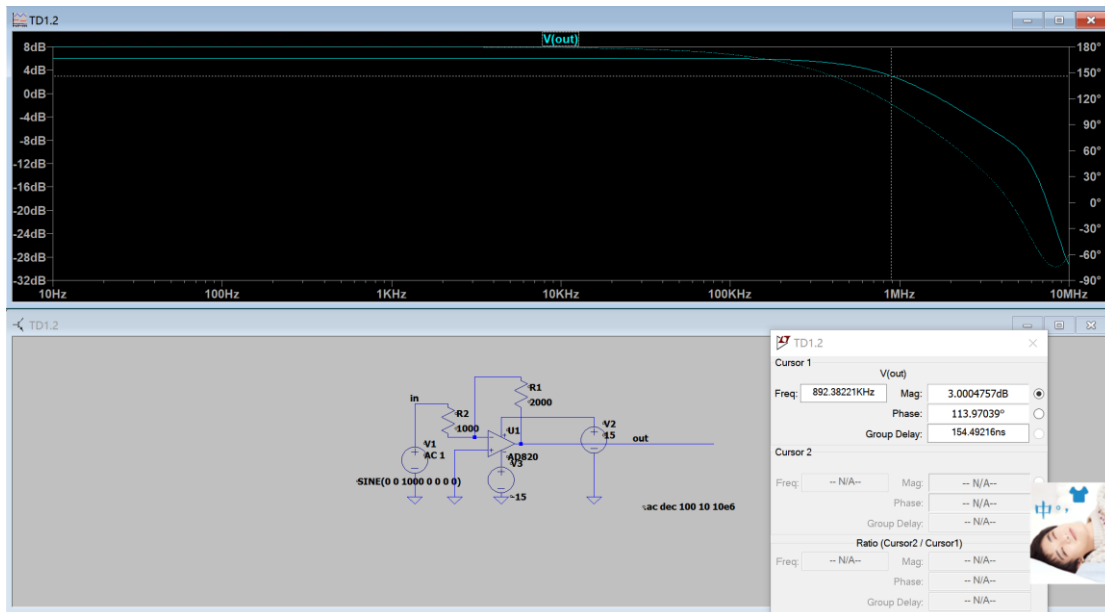 TD1.2
V(out)
8dB
4dB
0dB
-4dB
-8dB
-12dB
-16dB
-20dB
-24dB
-28dB
-32dB
180°
150°
120°
90°
60°
30°
0°
-30°
-60°
-90°
10Hz 100Hz 1KHz 10KHz 100KHz 1MHz 10MHz
TD1.2
in
R2
1000
R1
2000
U1
AD820
V1
AC 1
SINE(0 0 1000 0 0 0 0)
V3
-15
V2
15
out
.ac dec 100 10 10e6
TD1.2
Cursor 1
V(out)
Freq: 892.38221KHz Mag: 3.0004757dB
Phase: 113.97039°
Group Delay: 154.49216ns
Cursor 2
Freq: -- N/A-- Mag: -- N/A--
Phase: -- N/A--
Group Delay: -- N/A--
Ratio (Cursor2 / Cursor1)
Freq: -- N/A-- Mag: -- N/A--
Phase: -- N/A--
Group Delay: -- N/A--
中